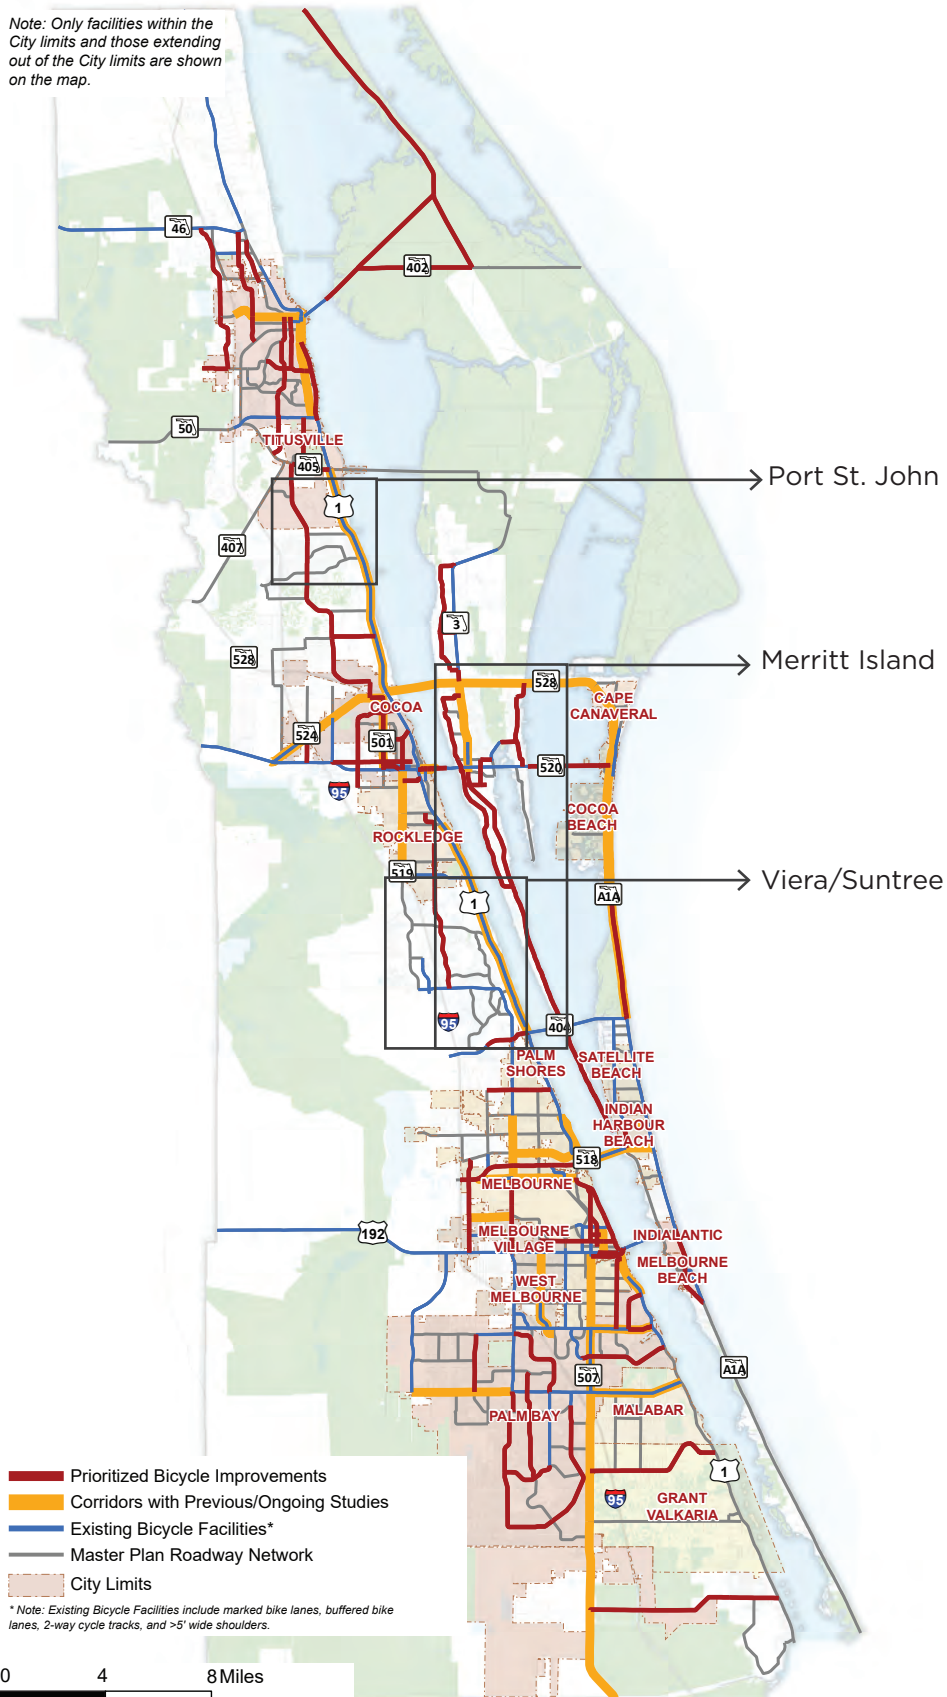 Note: Only facilities within the
City limits and those extending
out of the City limits are shown
on the map.
46
402
50
TITUSVILLE
405
Port St. John
1
407
3
528
Merritt Island
528
CAPE
CANAVERAL
COCOA
524
501
520
95
COCOA
BEACH
ROCKLEDGE
519
Viera/Suntree
A1A
1
95
404
PALM
SHORES
SATELLITE
BEACH
INDIAN
HARBOUR
BEACH
518
MELBOURNE
192
MELBOURNE
VILLAGE
INDIALANTIC
MELBOURNE
BEACH
WEST
MELBOURNE
A1A
507
PALM BAY
MALABAR
1
95
GRANT
VALKARIA
Prioritized Bicycle Improvements
Corridors with Previous/Ongoing Studies
Existing Bicycle Facilities*
Master Plan Roadway Network
City Limits
* Note: Existing Bicycle Facilities include marked bike lanes, buffered bike
lanes, 2-way cycle tracks, and >5' wide shoulders.
0 4 8 Miles